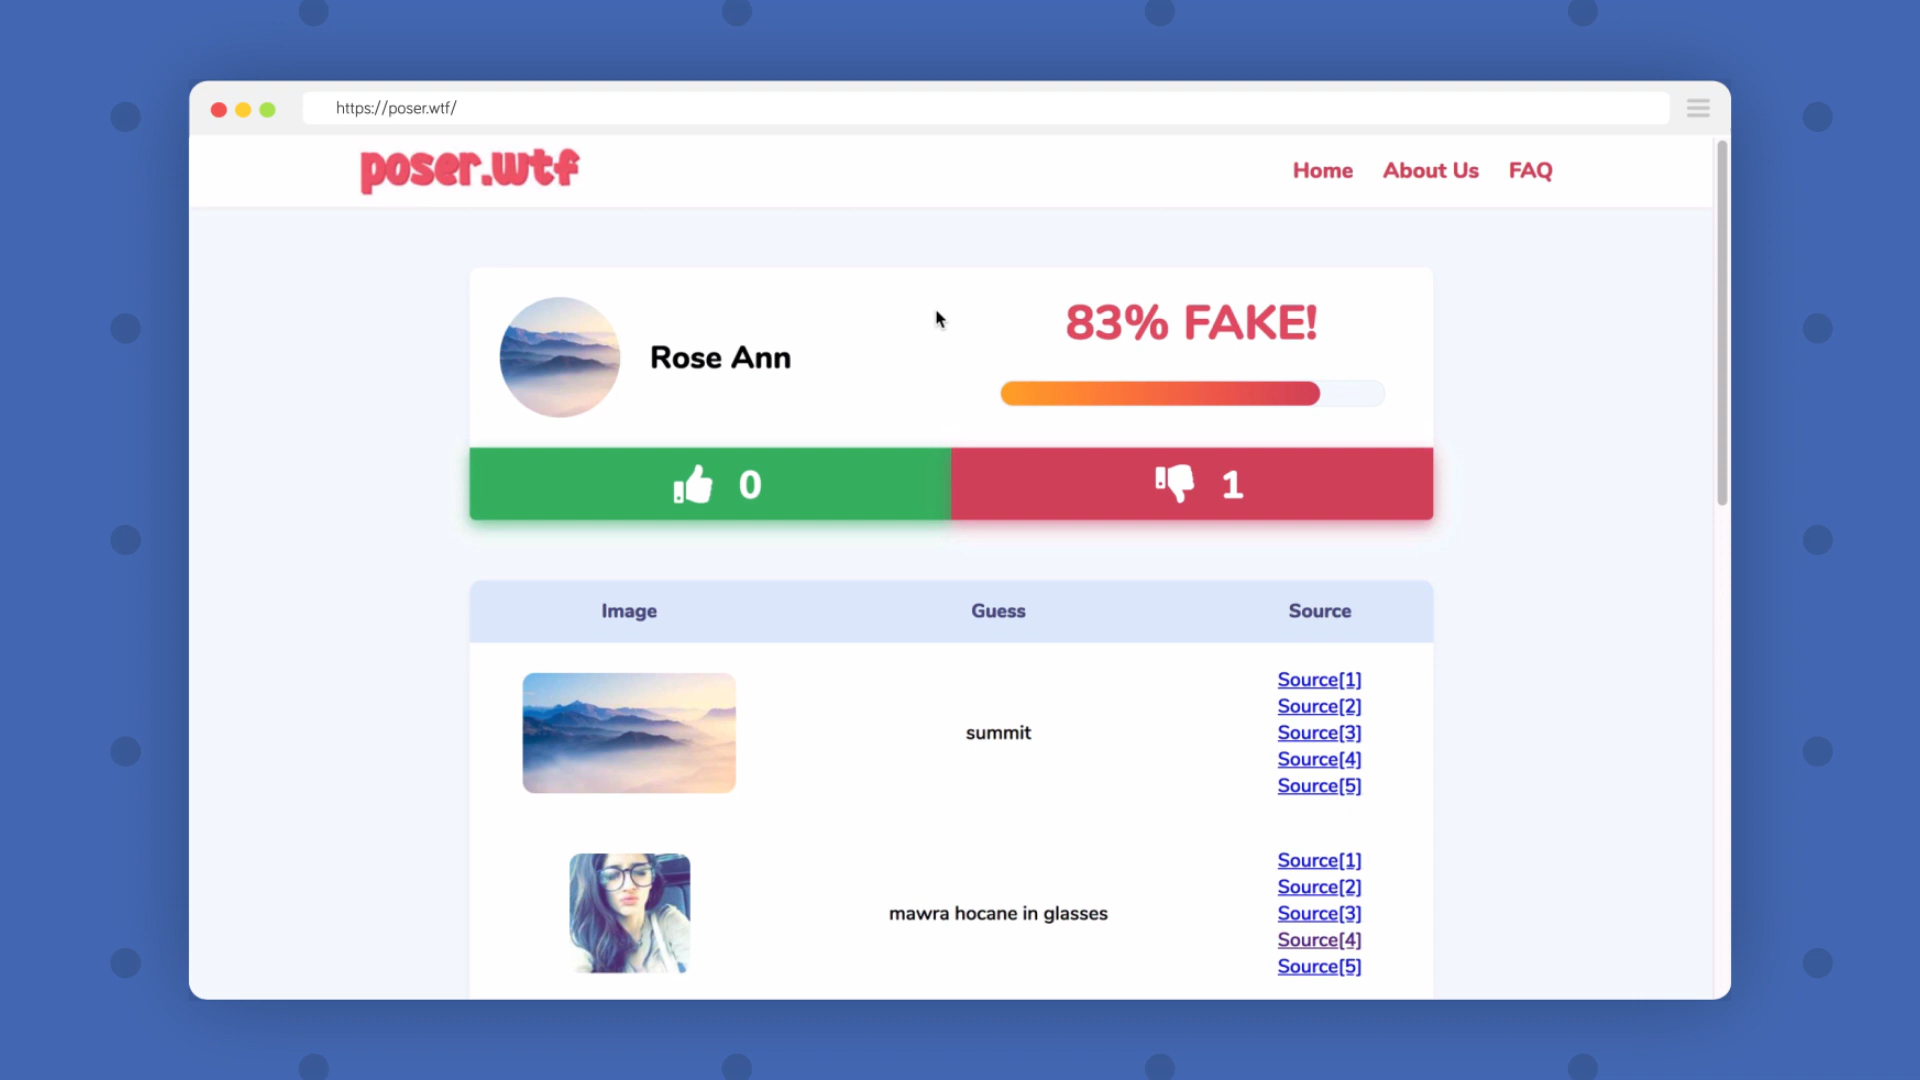 https://poser.wtf/
poser.wtf
Home About Us FAQ
83% FAKE!
Rose Ann
0 1
Image Guess Source
summit
Source[1]
Source[2]
Source[3]
Source[4]
Source[5]
mawra hocane in glasses
Source[1]
Source[2]
Source[3]
Source[4]
Source[5]